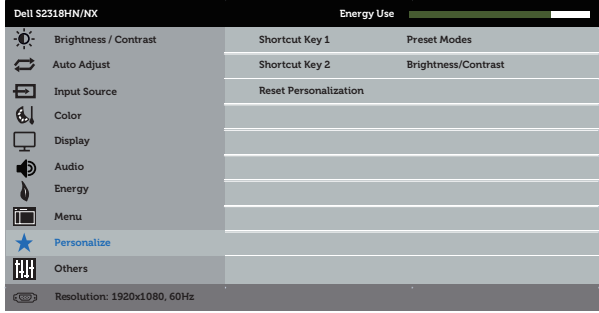 Dell S2318HN/NX Energy Use
Brightness / Contrast Shortcut Key 1 Preset Modes
Auto Adjust Shortcut Key 2 Brightness/Contrast
Input Source Reset Personalization
Color
Display
Audio
Energy
Menu
Personalize
Others
Resolution: 1920x1080, 60Hz